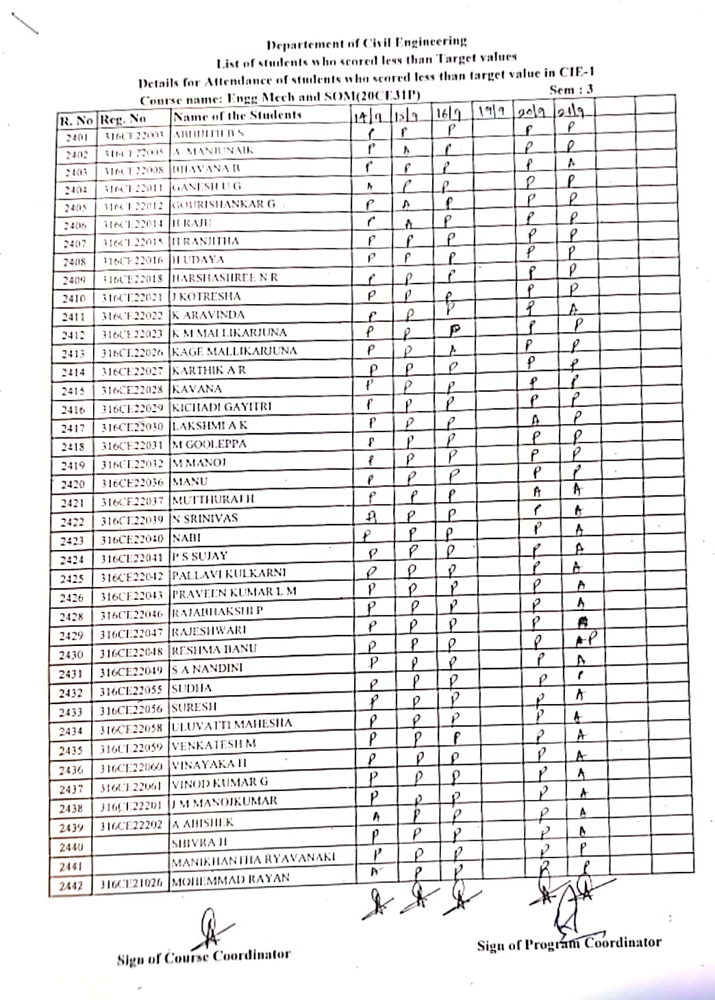 Departement of Civil Engineering
List of students who scored less than Target values
Details for Attendance of students who scored less than target value in CIE-1
Course name: Engg Mech and SOM(20CE31P) Sem : 3
R. No Reg. No Name of the Students 14/9 15/9 16/9 19/9 20/9 21/9
2401 316CE22003 ABHIJITH B S P P P P P
2402 316CE22005 A MANJUNAIK P A P P P
2403 316CE22008 BHAVANA B P P P P A
2404 316CE22011 GANESH U G A P P P P
2405 316CE22012 GOURISHANKAR G P A P P P
2406 316CE22014 H RAJU P A P P P
2407 316CE22015 H RANJITHA P P P P P
2408 316CE22016 H UDAYA P P P P P
2409 316CE22018 HARSHASHREE N R P P P P P
2410 316CE22021 J KOTRESHA P P P P P
2411 316CE22022 K ARAVINDA P P P P A
2412 316CE22023 K M MALLIKARJUNA P P P P P
2413 316CE22026 KAGE MALLIKARJUNA P P A P P
2414 316CE22027 KARTHIK A R P P P P P
2415 316CE22028 KAVANA P P P P P
2416 316CE22029 KICHADI GAYITRI P P P P P
2417 316CE22030 LAKSHMI A K P P P A P
2418 316CE22031 M GOOLEPPA P P P P P
2419 316CE22032 M MANOJ P P P P P
2420 316CE22036 MANU P P P P P
2421 316CE22037 MUTTHURAJ H P P P A A
2422 316CE22039 N SRINIVAS A P P P A
2423 316CE22040 NABI P P P P A
2424 316CE22041 P S SUJAY P P P P A
2425 316CE22042 PALLAVI KULKARNI P P P P A
2426 316CE22043 PRAVEEN KUMAR L M P P P P A
2428 316CE22046 RAJABHAKSHI P P P P P A
2429 316CE22047 RAJESHWARI P P P P A
2430 316CE22048 RESHMA BANU P P P P A P
2431 316CE22049 S A NANDINI P P P P A
2432 316CE22055 SUDHA P P P P P
2433 316CE22056 SURESH P P P P A
2434 316CE22058 ULUVATTI MAHESHA P P P P A
2435 316CE22059 VENKATESH M P P P P A
2436 316CE22060 VINAYAKA H P P P P A
2437 316CE22061 VINOD KUMAR G P P P P A
2438 316CE22201 J M MANOJKUMAR P P P P A
2439 316CE22202 A ABISHEK A P P P A
2440 SHIVRAJ H P P P P A
2441 MANIKHANTHA RYAVANAKI P P P P P
2442 316CE21026 MOHEMMAD RAYAN A P P P P
Sign of Course Coordinator Sign of Program Coordinator